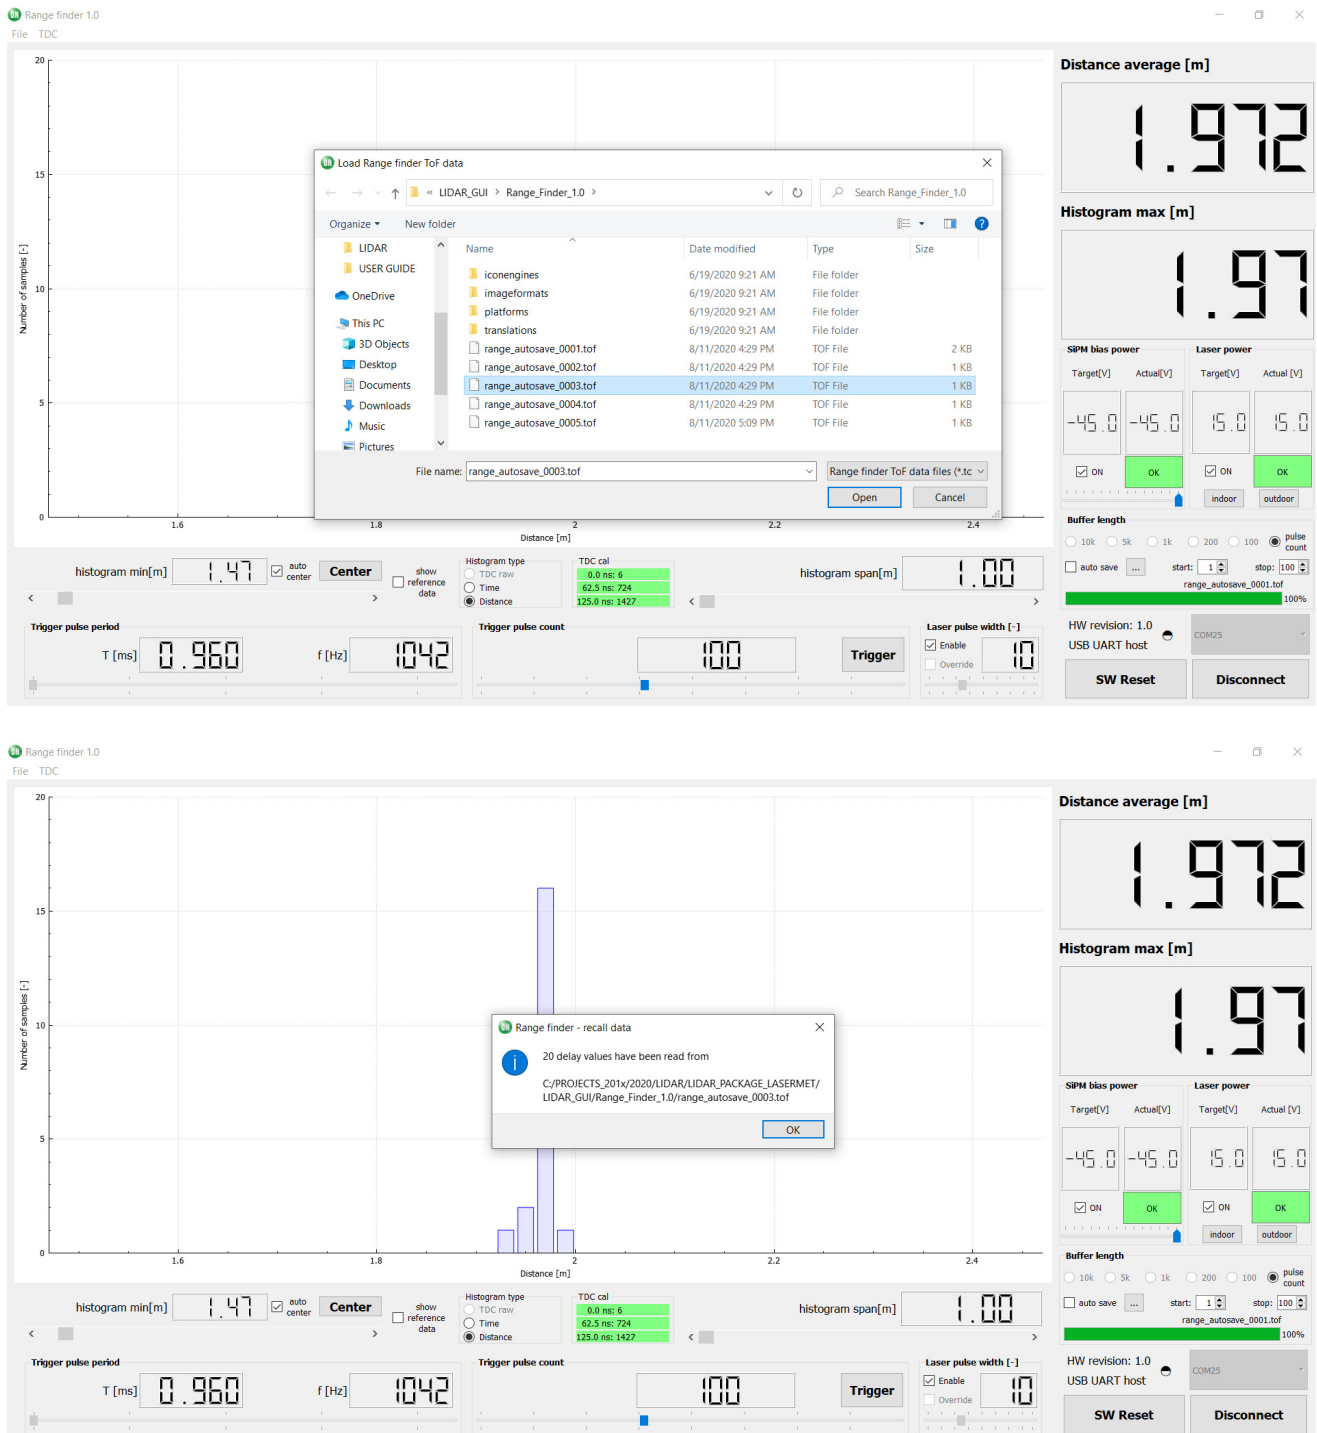 Range finder 1.0
File TDC
20
15
10
5
0
Number of samples [-]
1.6 1.8 2 2.2 2.4
Distance [m]
Load Range finder ToF data
« LIDAR_GUI > Range_Finder_1.0 >
Search Range_Finder_1.0
Organize New folder
Name Date modified Type Size
LIDAR
USER GUIDE
OneDrive
This PC
3D Objects
Desktop
Documents
Downloads
Music
Pictures
iconengines 6/19/2020 9:21 AM File folder
imageformats 6/19/2020 9:21 AM File folder
platforms 6/19/2020 9:21 AM File folder
translations 6/19/2020 9:21 AM File folder
range_autosave_0001.tof 8/11/2020 4:29 PM TOF File 2 KB
range_autosave_0002.tof 8/11/2020 4:29 PM TOF File 1 KB
range_autosave_0003.tof 8/11/2020 4:29 PM TOF File 1 KB
range_autosave_0004.tof 8/11/2020 4:29 PM TOF File 1 KB
range_autosave_0005.tof 8/11/2020 5:09 PM TOF File 1 KB
File name: range_autosave_0003.tof Range finder ToF data files (*.tc
Open Cancel
Distance average [m]
1.972
Histogram max [m]
1.97
SiPM bias power Laser power
Target[V] Actual[V] Target[V] Actual [V]
-45.0 -45.0 15.0 15.0
ON OK ON OK
indoor outdoor
Buffer length
10k 5k 1k 200 100 pulse count
auto save ... start: 1 stop: 100
range_autosave_0001.tof
100%
histogram min[m] 1.47 auto center Center show reference data
Histogram type
TDC raw
Time
Distance
TDC cal
0.0 ns: 6
62.5 ns: 724
125.0 ns: 1427
histogram span[m] 1.00
Trigger pulse period
T [ms] 0.960 f [Hz] 1042
Trigger pulse count
100 Trigger
Laser pulse width [-]
Enable
Override
10
HW revision: 1.0
USB UART host
COM25
SW Reset Disconnect
Range finder 1.0
File TDC
20
15
10
5
0
Number of samples [-]
1.6 1.8 2 2.2 2.4
Distance [m]
Range finder - recall data
20 delay values have been read from
C:/PROJECTS_201x/2020/LIDAR/LIDAR_PACKAGE_LASERMET/
LIDAR_GUI/Range_Finder_1.0/range_autosave_0003.tof
OK
Distance average [m]
1.972
Histogram max [m]
1.97
SiPM bias power Laser power
Target[V] Actual[V] Target[V] Actual [V]
-45.0 -45.0 15.0 15.0
ON OK ON OK
indoor outdoor
Buffer length
10k 5k 1k 200 100 pulse count
auto save ... start: 1 stop: 100
range_autosave_0001.tof
100%
histogram min[m] 1.47 auto center Center show reference data
Histogram type
TDC raw
Time
Distance
TDC cal
0.0 ns: 6
62.5 ns: 724
125.0 ns: 1427
histogram span[m] 1.00
Trigger pulse period
T [ms] 0.960 f [Hz] 1042
Trigger pulse count
100 Trigger
Laser pulse width [-]
Enable
Override
10
HW revision: 1.0
USB UART host
COM25
SW Reset Disconnect